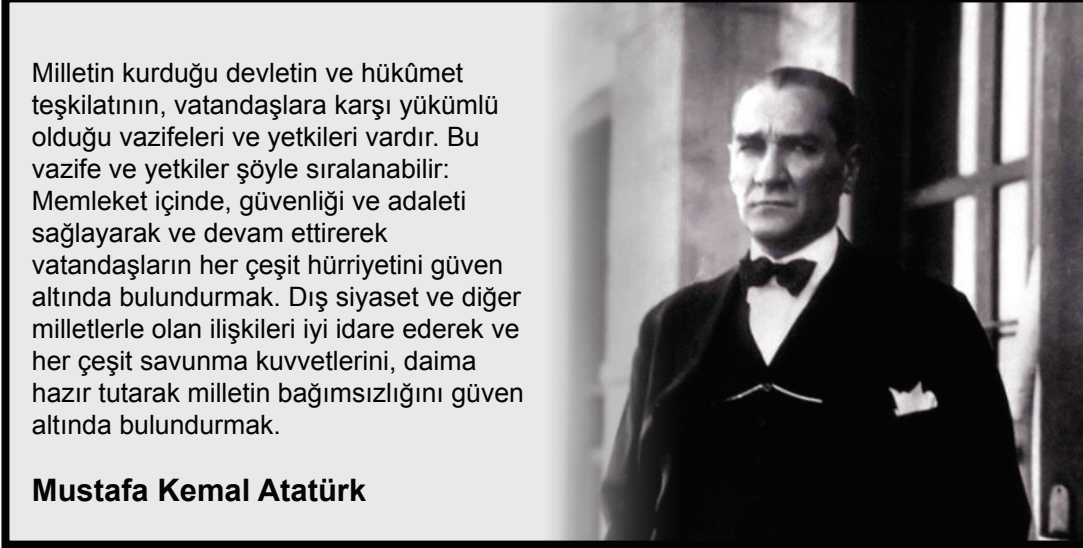 Milletin kurduğu devletin ve hükûmet
teşkilatının, vatandaşlara karşı yükümlü
olduğu vazifeleri ve yetkileri vardır. Bu
vazife ve yetkiler şöyle sıralanabilir:
Memleket içinde, güvenliği ve adaleti
sağlayarak ve devam ettirerek
vatandaşların her çeşit hürriyetini güven
altında bulundurmak. Dış siyaset ve diğer
milletlerle olan ilişkileri iyi idare ederek ve
her çeşit savunma kuvvetlerini, daima
hazır tutarak milletin bağımsızlığını güven
altında bulundurmak.
Mustafa Kemal Atatürk